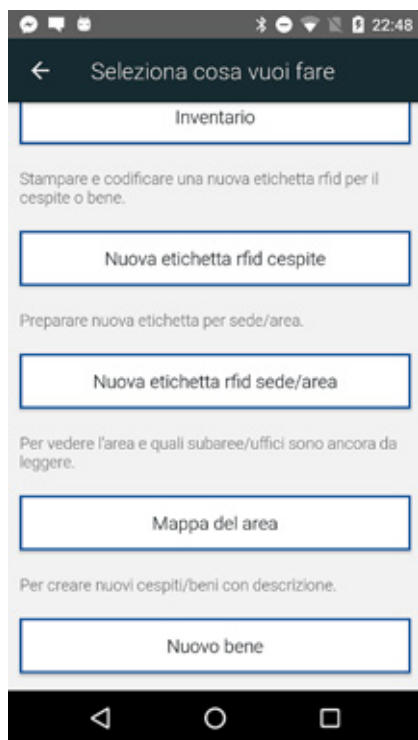 22:48
Seleziona cosa vuoi fare
Inventario
Stampare e codificare una nuova etichetta rfid per il
cespite o bene.
Nuova etichetta rfid cespite
Preparare nuova etichetta per sede/area.
Nuova etichetta rfid sede/area
Per vedere l'area e quali subaree/uffici sono ancora da
leggere.
Mappa del area
Per creare nuovi cespiti/beni con descrizione.
Nuovo bene